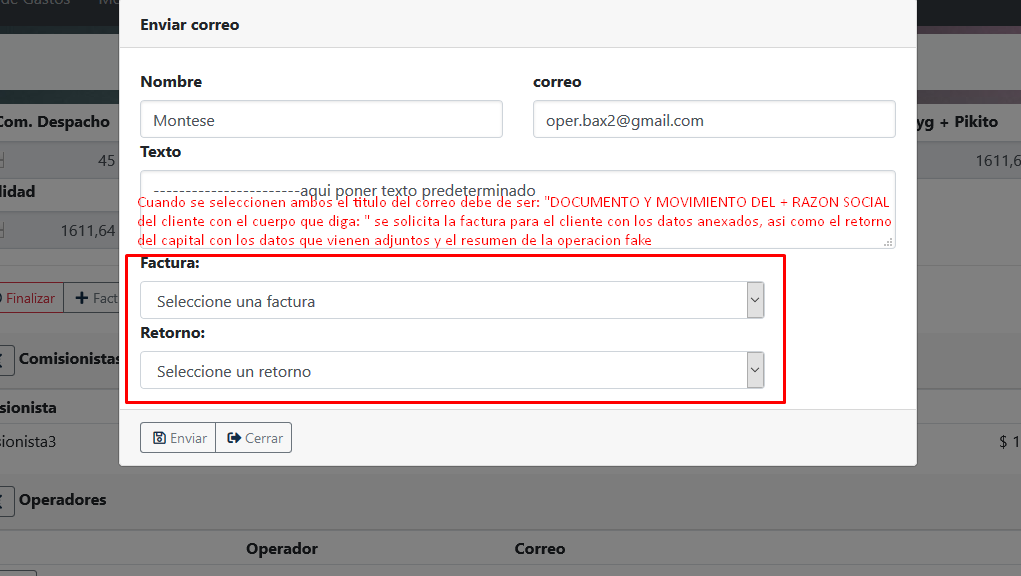 de Gastos
Enviar correo
Nombre
correo
Com. Despacho
Montese
oper.bax2@gmail.com
yg + Pikito
Texto
45
1611,6
-----------------------aqui poner texto predeterminado
lidad
Cuando se seleccionen ambos el titulo del correo debe de ser: "DOCUMENTO Y MOVIMIENTO DEL + RAZON SOCIAL
del cliente con el cuerpo que diga: " se solicita la factura para el cliente con los datos anexados, asi como el retorno
1611,64
del capital con los datos que vienen adjuntos y el resumen de la operacion fake
Factura:
Finalizar
+ Fact
Seleccione una factura
Retorno:
Comisionistas
Seleccione un retorno
sionista
Enviar
Cerrar
sionista3
$ 1
Operadores
Operador
Correo